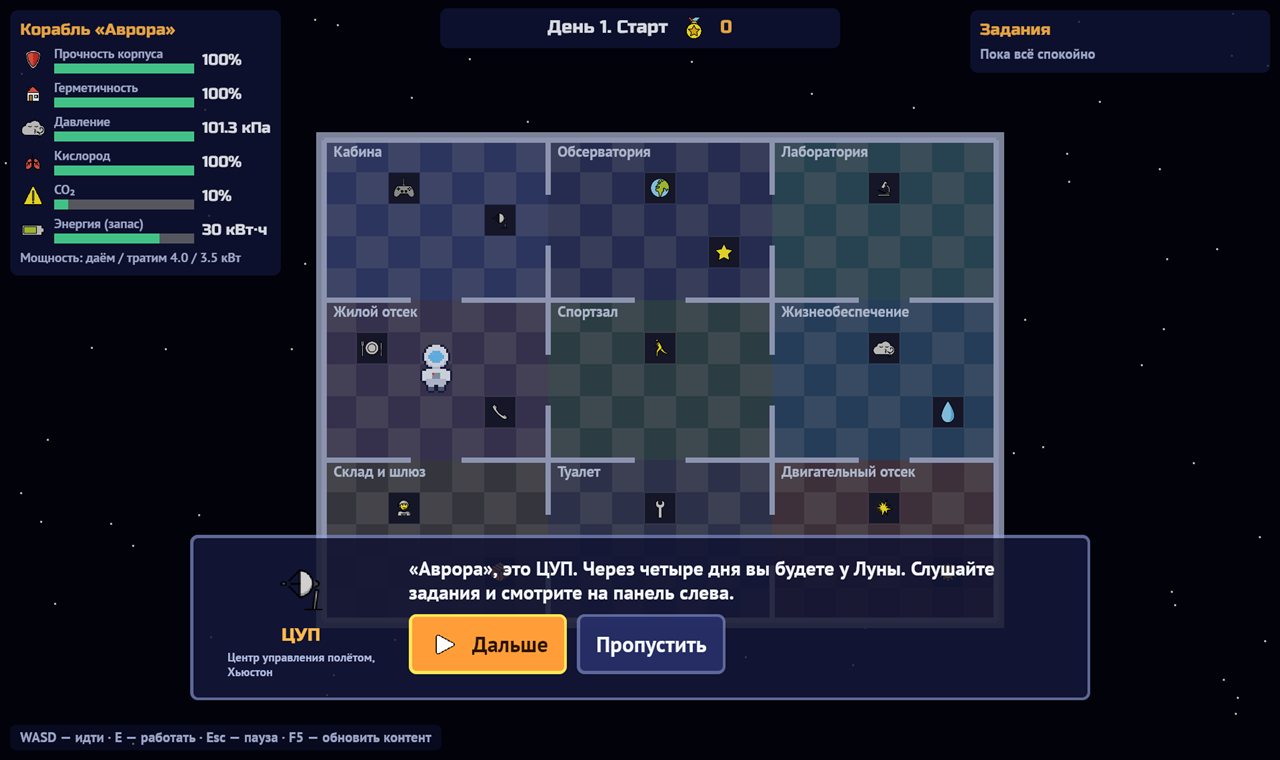 Корабль «Аврора»
Прочность корпуса
100%
Герметичность
100%
Давление
101.3 кПа
Кислород
100%
CO₂
10%
Энергия (запас)
30 кВт·ч
Мощность: даём / тратим 4.0 / 3.5 кВт
День 1. Старт 0
Задания
Пока всё спокойно
Кабина
Обсерватория
Лаборатория
Жилой отсек
Спортзал
Жизнеобеспечение
Склад и шлюз
Туалет
Двигательный отсек
«Аврора», это ЦУП. Через четыре дня вы будете у Луны. Слушайте
задания и смотрите на панель слева.
ЦУП
Центр управления полётом,
Хьюстон
Дальше
Пропустить
WASD — идти · E — работать · Esc — пауза · F5 — обновить контент